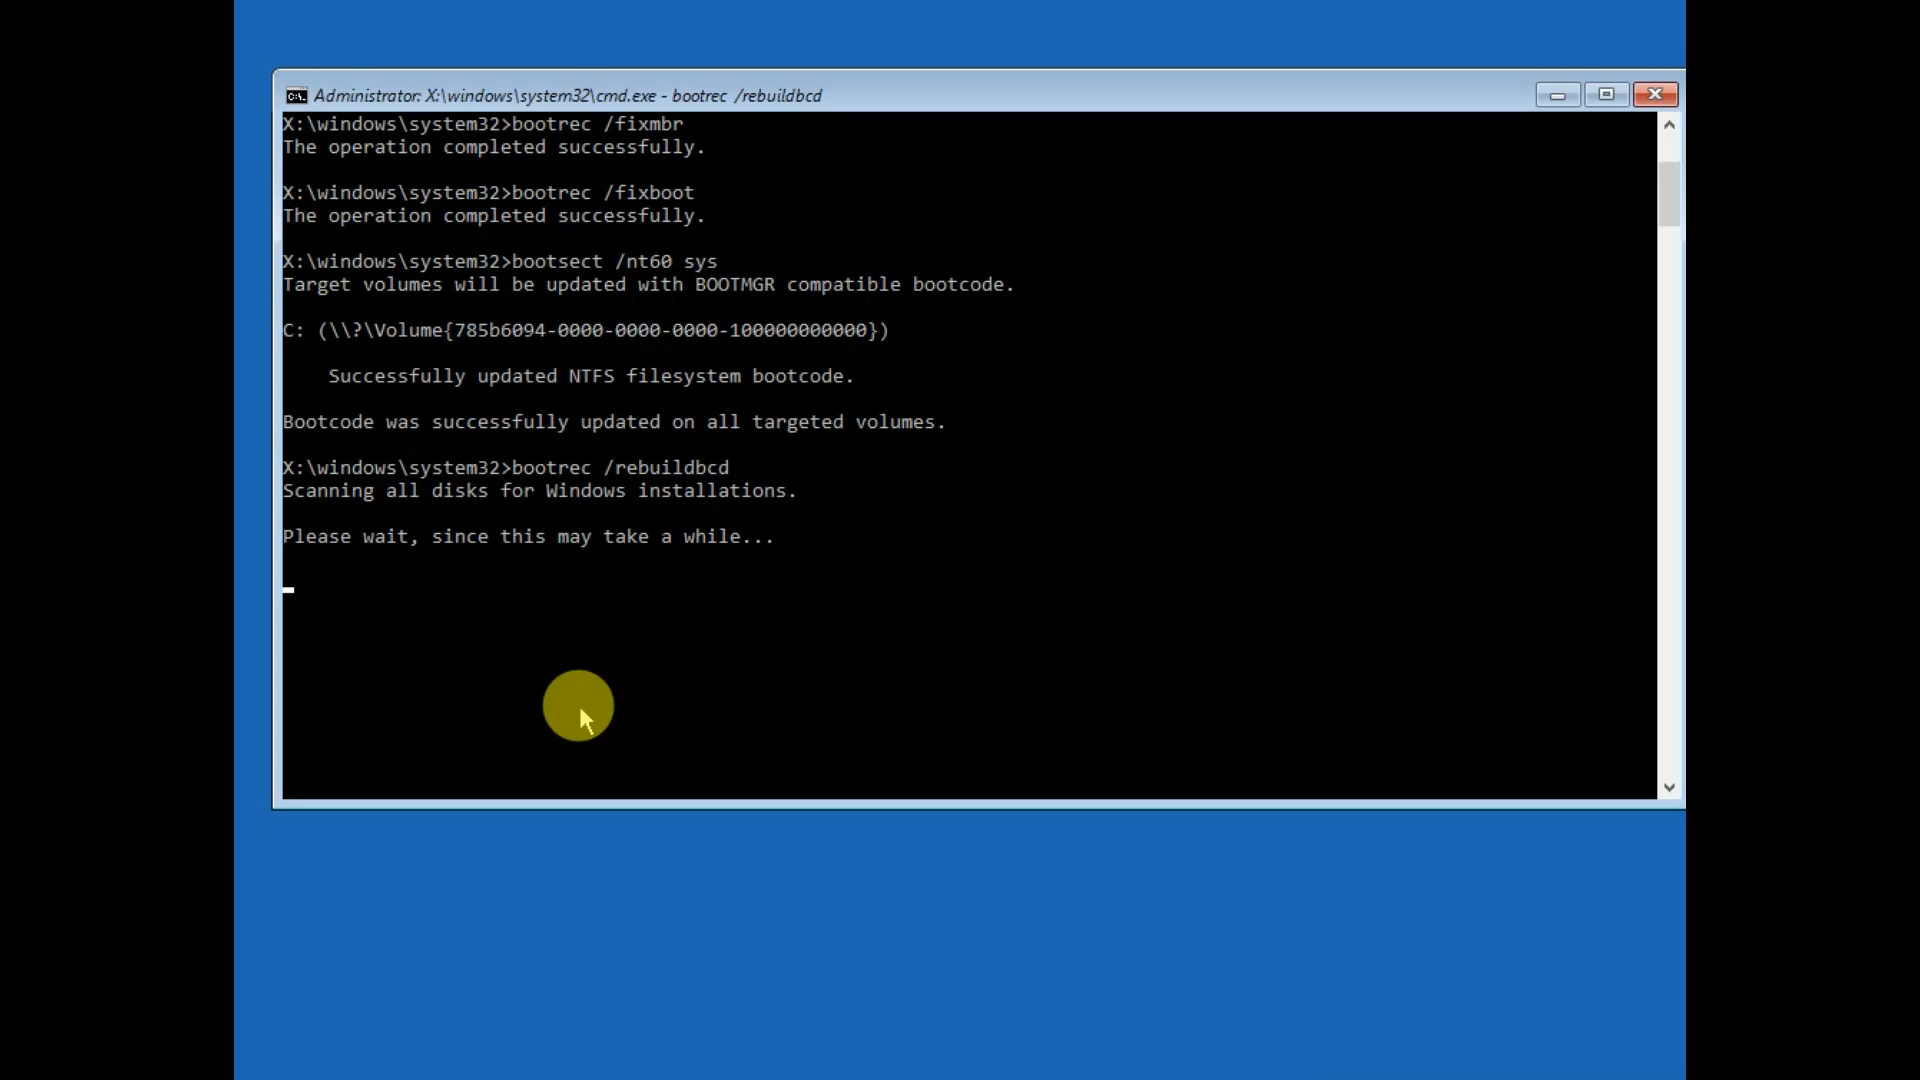 Administrator: X:\windows\system32\cmd.exe - bootrec /rebuildbcd
X:\windows\system32>bootrec /fixmbr
The operation completed successfully.
X:\windows\system32>bootrec /fixboot
The operation completed successfully.
X:\windows\system32>bootsect /nt60 sys
Target volumes will be updated with BOOTMGR compatible bootcode.
C: (\\?\Volume{785b6094-0000-0000-0000-100000000000})
Successfully updated NTFS filesystem bootcode.
Bootcode was successfully updated on all targeted volumes.
X:\windows\system32>bootrec /rebuildbcd
Scanning all disks for Windows installations.
Please wait, since this may take a while...